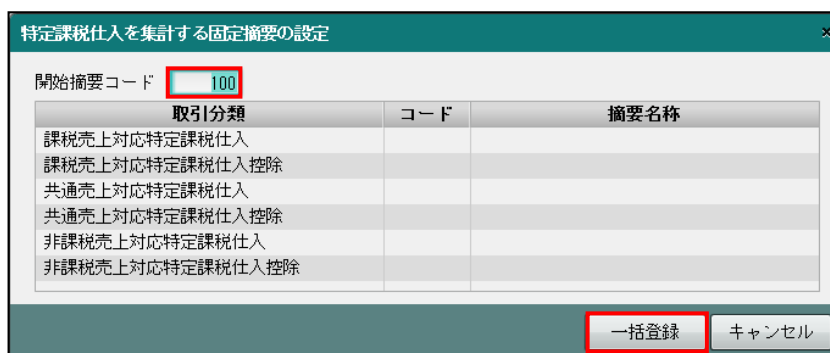 特定課税仕入を集計する固定摘要の設定 ×
開始摘要コード 100
取引分類 コード 摘要名称
課税売上対応特定課税仕入
課税売上対応特定課税仕入控除
共通売上対応特定課税仕入
共通売上対応特定課税仕入控除
非課税売上対応特定課税仕入
非課税売上対応特定課税仕入控除
一括登録 キャンセル